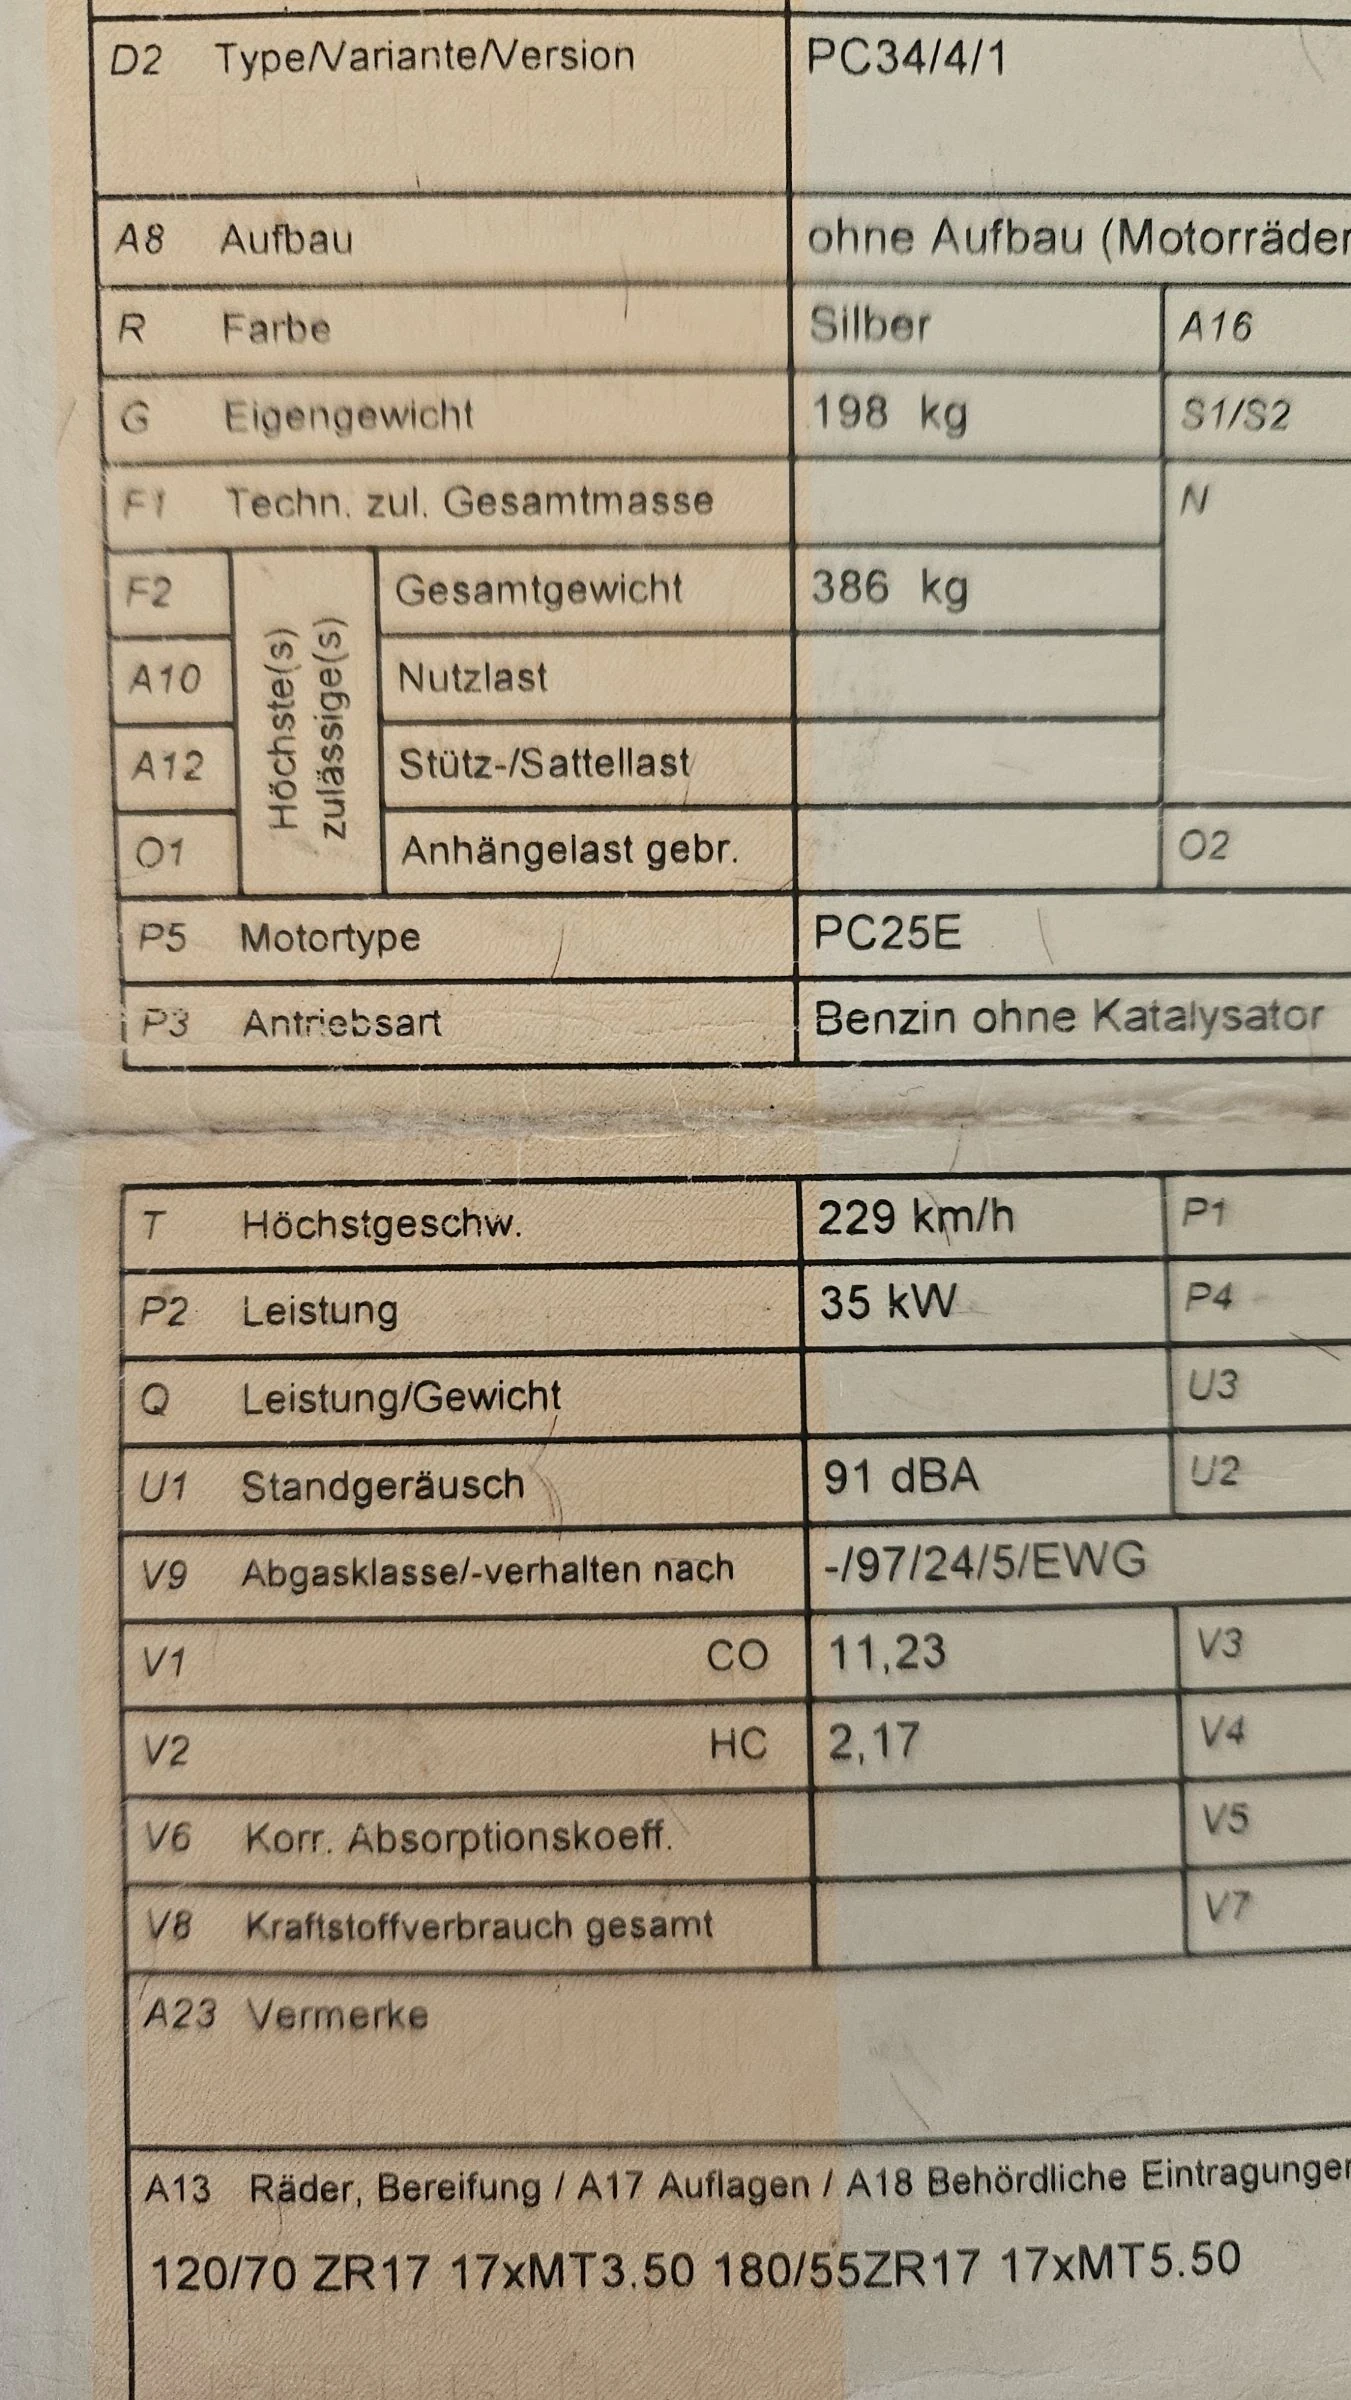 D2 Type/Variante/Version PC34/4/1
A8 Aufbau ohne Aufbau (Motorräder
R Farbe Silber A16
G Eigengewicht 198 kg S1/S2
F1 Techn. zul. Gesamtmasse N
Höchste(s)
zulässige(s)
F2 Gesamtgewicht 386 kg
A10 Nutzlast
A12 Stütz-/Sattellast
O1 Anhängelast gebr. O2
P5 Motortype PC25E
P3 Antriebsart Benzin ohne Katalysator
T Höchstgeschw. 229 km/h P1
P2 Leistung 35 kW P4
Q Leistung/Gewicht U3
U1 Standgeräusch 91 dBA U2
V9 Abgasklasse/-verhalten nach -/97/24/5/EWG
V1 CO 11,23 V3
V2 HC 2,17 V4
V6 Korr. Absorptionskoeff. V5
V8 Kraftstoffverbrauch gesamt V7
A23 Vermerke
A13 Räder, Bereifung / A17 Auflagen / A18 Behördliche Eintragungen
120/70 ZR17 17xMT3.50 180/55ZR17 17xMT5.50